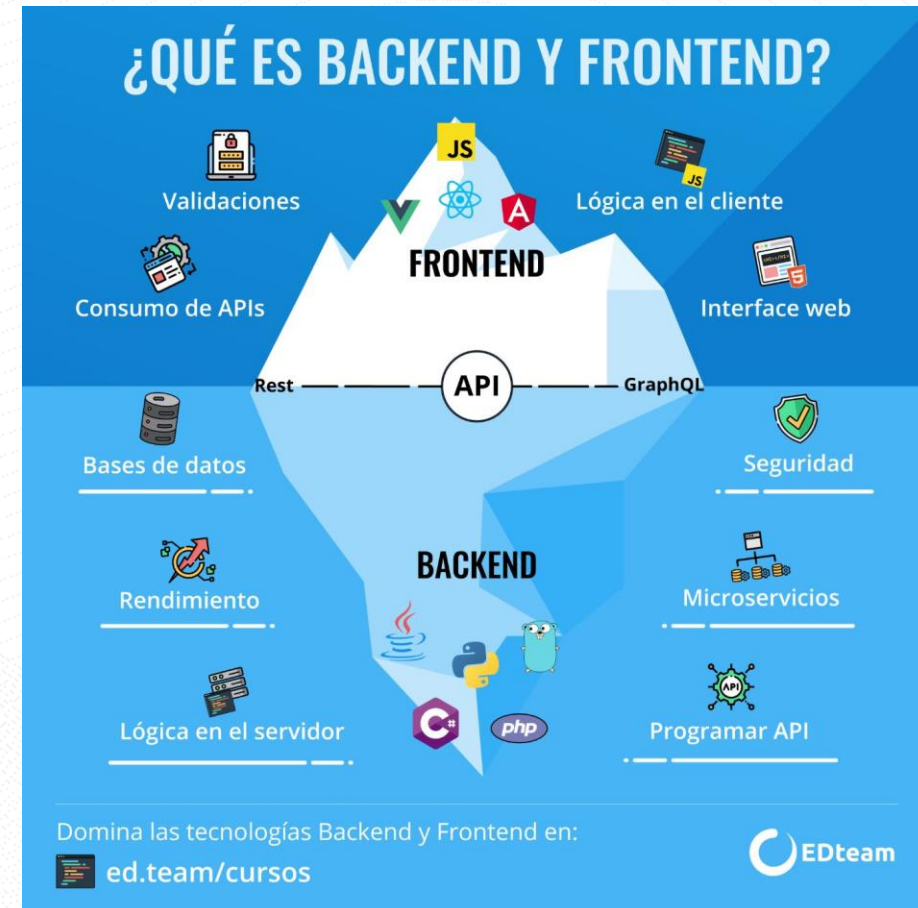 ¿QUÉ ES BACKEND Y FRONTEND?
JS
Validaciones
JS
Lógica en el cliente
A
FRONTEND
Consumo de APIs
5
Interface web
Rest
API
GraphQL
Bases de datos
Seguridad
BACKEND
Rendimiento
Microservicios
API
Lógica en el servidor
C#
php
Programar API
Domina las tecnologías Backend y Frontend en:
ed.team/cursos
EDteam